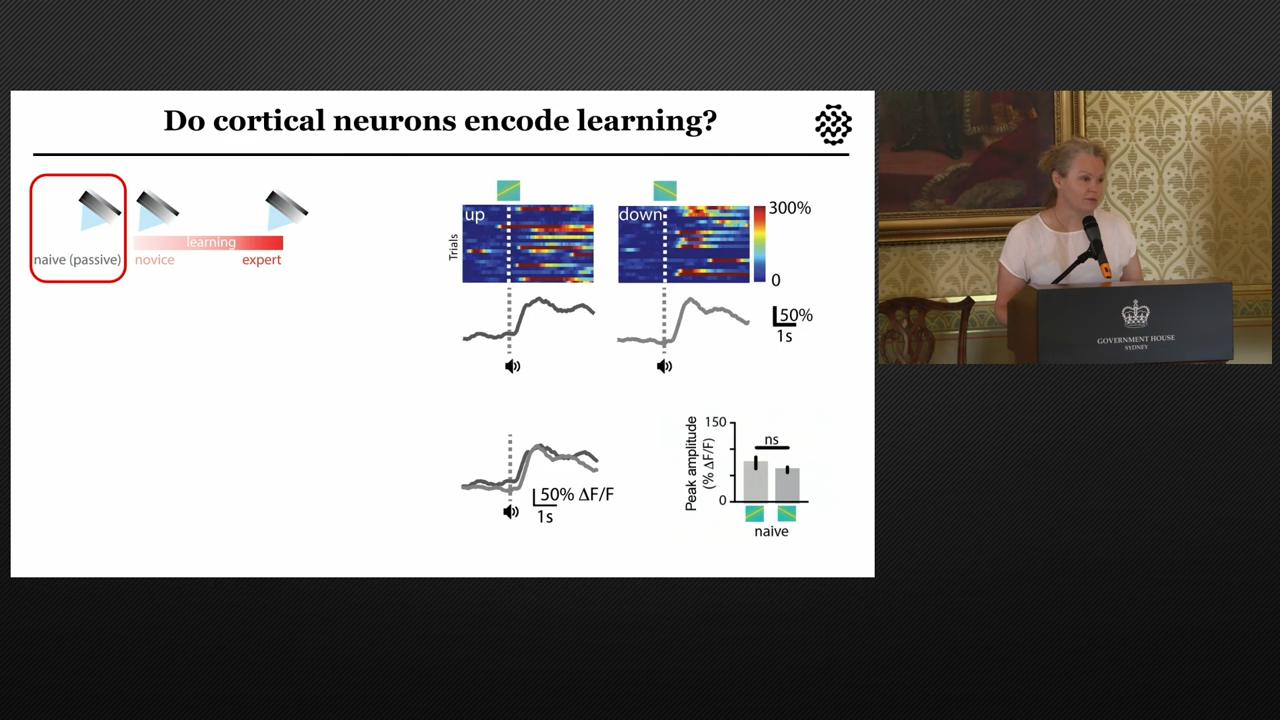 Do cortical neurons encode learning?
learning
naive (passive)
novice
expert
Trials
up
down
300%
0
50%
1s
50% ΔF/F
1s
Peak amplitude
(% ΔF/F)
150
0
ns
naive
GOVERNMENT HOUSE
SYDNEY